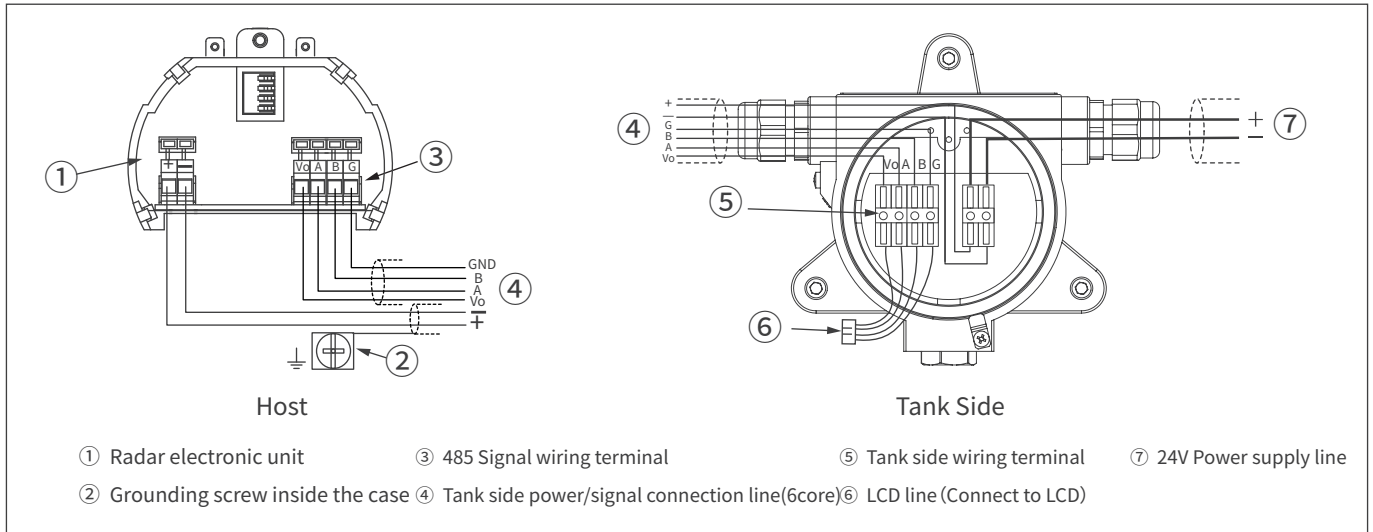 ① + − Vo A B G ③
GND
B
A
Vo
−
+
④
②
Host
④
+
−
G
B
A
Vo
Vo A B G
⑤
⑥
+
−
⑦
Tank Side
① Radar electronic unit ③ 485 Signal wiring terminal ⑤ Tank side wiring terminal ⑦ 24V Power supply line
② Grounding screw inside the case ④ Tank side power/signal connection line(6core) ⑥ LCD line (Connect to LCD)